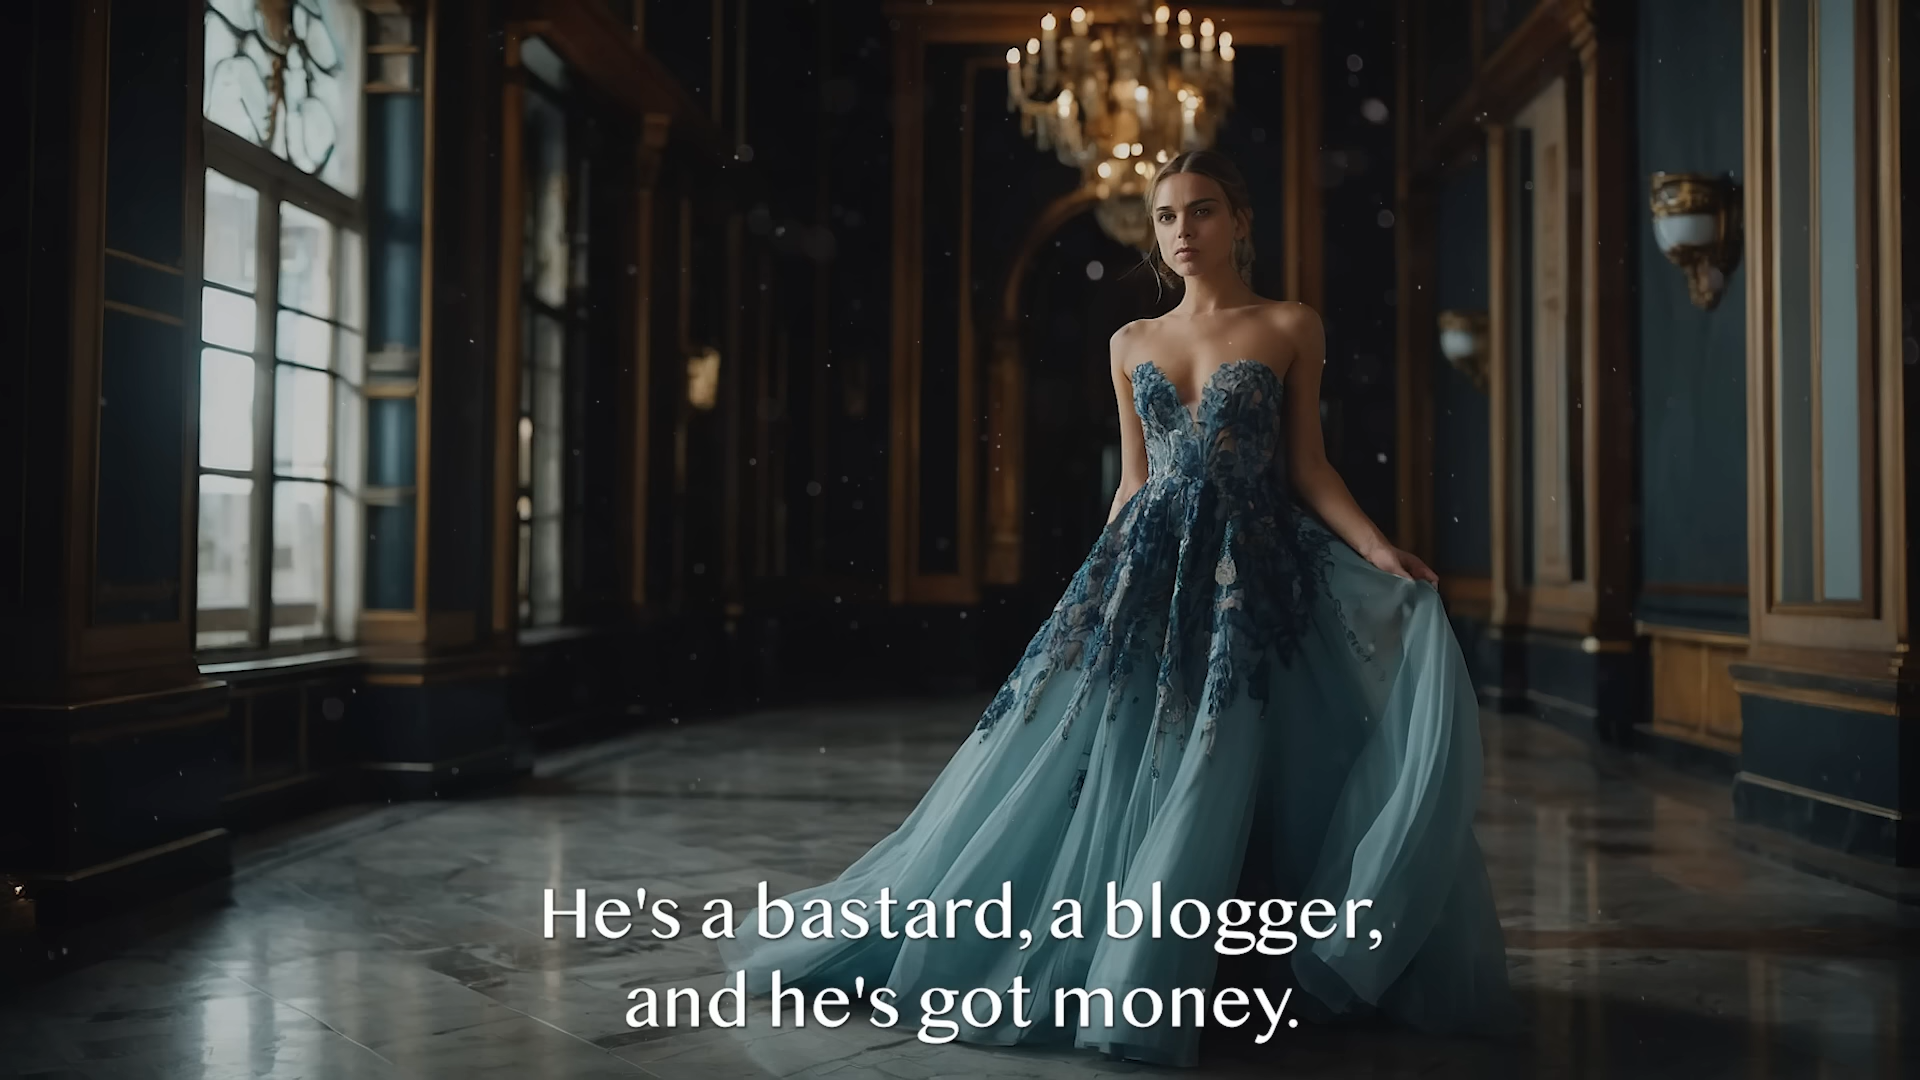 He's a bastard, a blogger,
and he's got money.